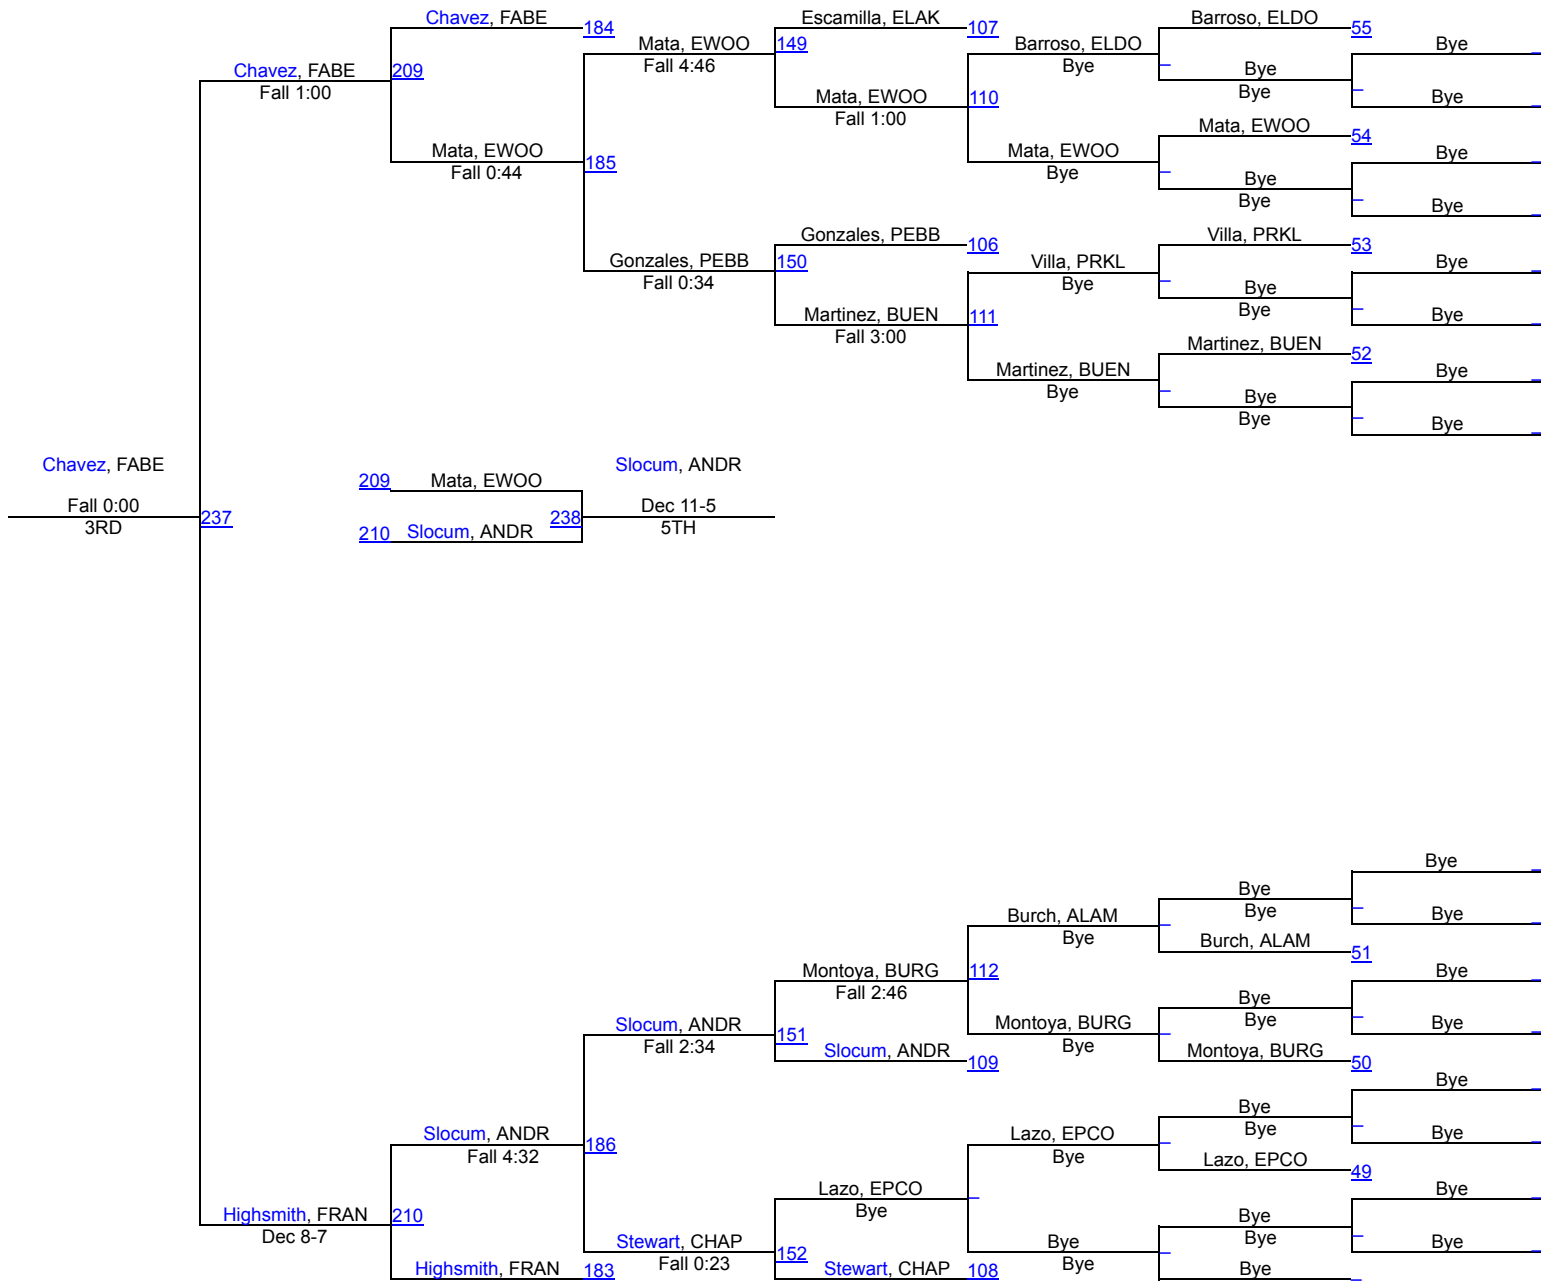 Chavez, FABE
184
Escamilla, ELAK
107
Barroso, ELDO
55
Mata, EWOO
149
Fall 4:46
Barroso, ELDO
Bye
Bye
Chavez, FABE
209
Fall 1:00
Bye
Bye
Mata, EWOO
110
Fall 1:00
Bye
Mata, EWOO
54
Mata, EWOO
185
Fall 0:44
Mata, EWOO
Bye
Bye
Bye
Bye
Bye
Gonzales, PEBB
106
Villa, PRKL
53
Gonzales, PEBB
150
Fall 0:34
Villa, PRKL
Bye
Bye
Bye
Bye
Martinez, BUEN
111
Fall 3:00
Bye
Martinez, BUEN
52
Martinez, BUEN
Bye
Bye
Bye
Bye
Bye
Chavez, FABE
Fall 0:00
3RD
237
209
Mata, EWOO
210
Slocum, ANDR
238
Slocum, ANDR
Dec 11-5
5TH
Bye
Bye
Bye
Bye
Burch, ALAM
Bye
Burch, ALAM
51
Montoya, BURG
112
Fall 2:46
Bye
Bye
Bye
Bye
Slocum, ANDR
151
Fall 2:34
Montoya, BURG
Bye
Slocum, ANDR
109
Montoya, BURG
50
Bye
Bye
Bye
Bye
Slocum, ANDR
186
Fall 4:32
Lazo, EPCO
Bye
Lazo, EPCO
49
Lazo, EPCO
Bye
Bye
Highsmith, FRAN
210
Dec 8-7
Bye
Bye
Bye
Stewart, CHAP
152
Fall 0:23
Bye
Bye
Highsmith, FRAN
183
Stewart, CHAP
108
Bye